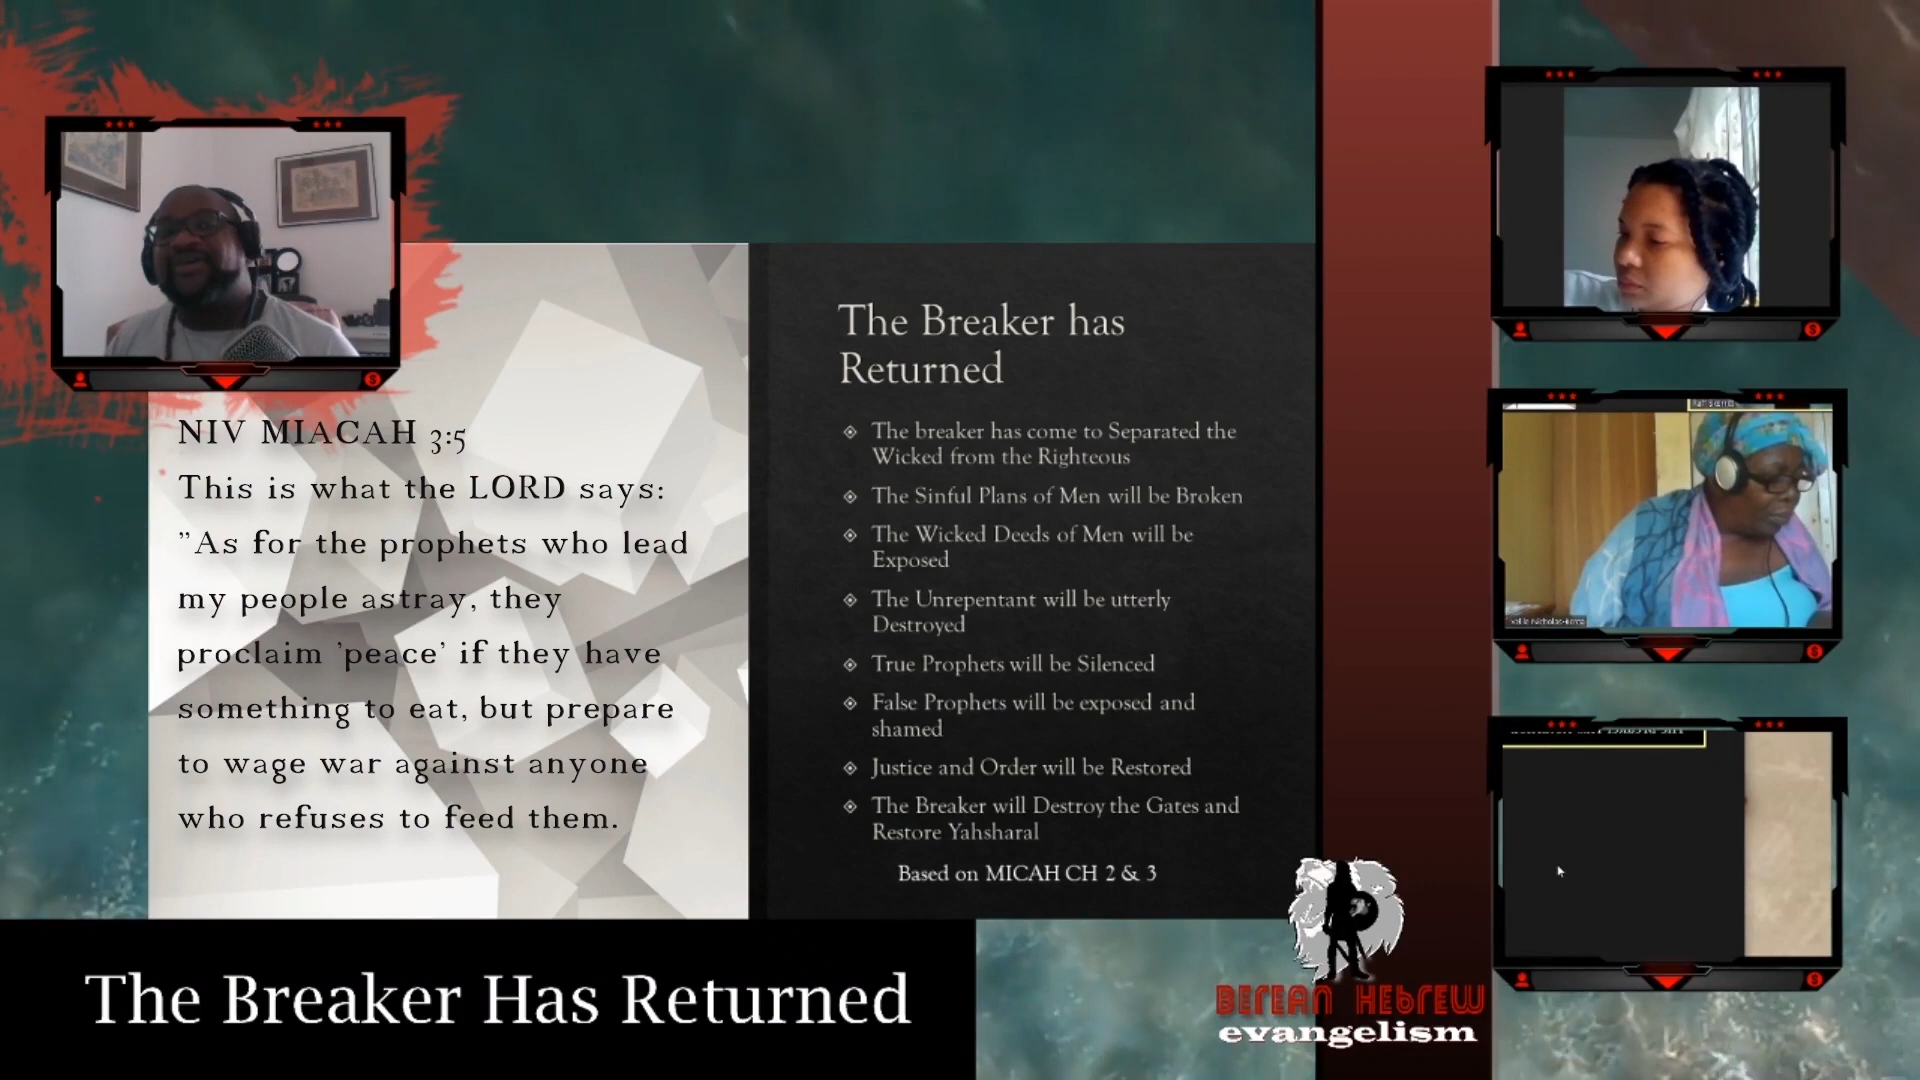 NIV MIACAH 3:5
This is what the LORD says:
"As for the prophets who lead
my people astray, they
proclaim 'peace' if they have
something to eat, but prepare
to wage war against anyone
who refuses to feed them.
The Breaker has
Returned
The breaker has come to Separated the
Wicked from the Righteous
The Sinful Plans of Men will be Broken
The Wicked Deeds of Men will be
Exposed
The Unrepentant will be utterly
Destroyed
True Prophets will be Silenced
False Prophets will be exposed and
shamed
Justice and Order will be Restored
The Breaker will Destroy the Gates and
Restore Yahsharal
Based on MICAH CH 2 & 3
The Breaker Has Returned
BEREAN HEBREW
evangelism